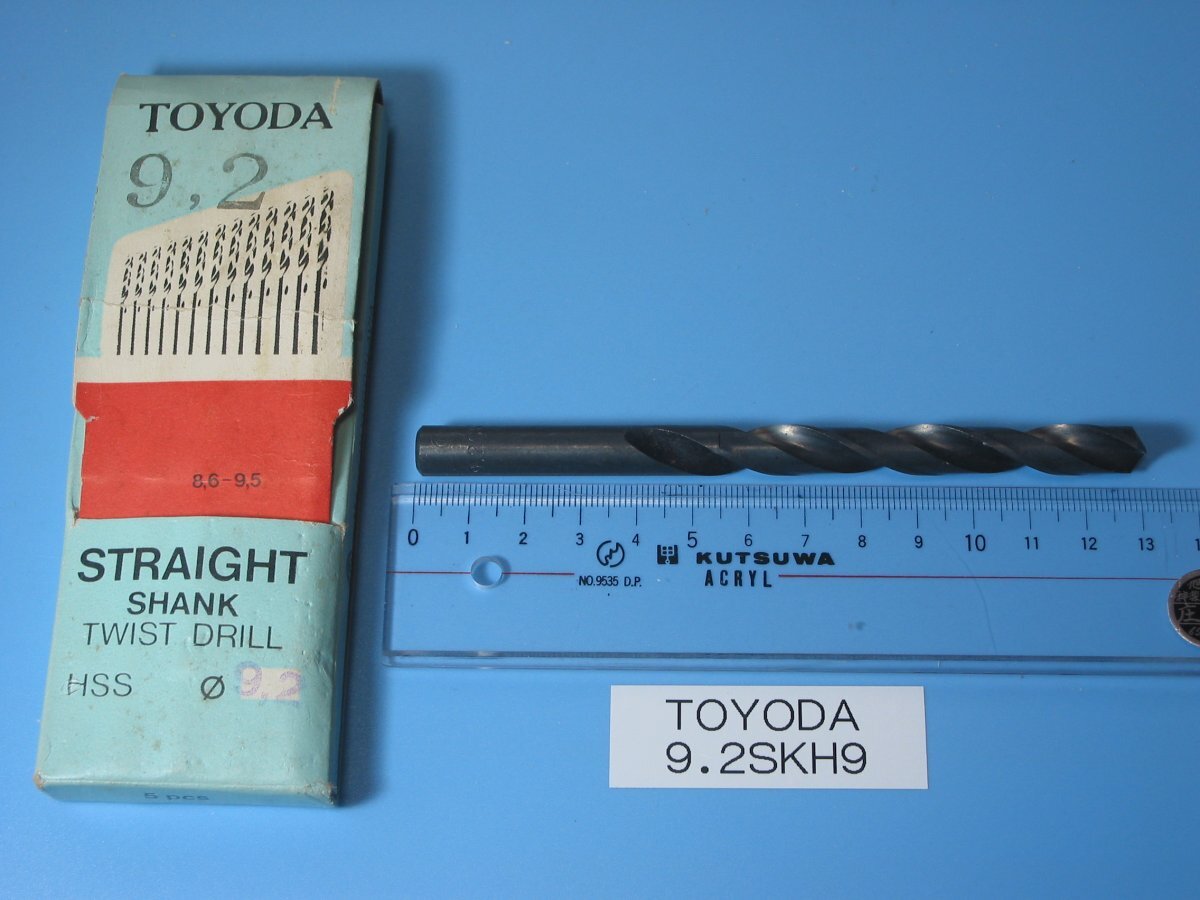 TOYODA
9,2
8,6-9,5
STRAIGHT
SHANK
TWIST DRILL
HSS Ø 9,2
5 pcs
0 1 2 3 4 5 6 7 8 9 10 11 12 13
KUTSUWA
NO.9535 D.P. ACRYL
TOYODA
9.2SKH9